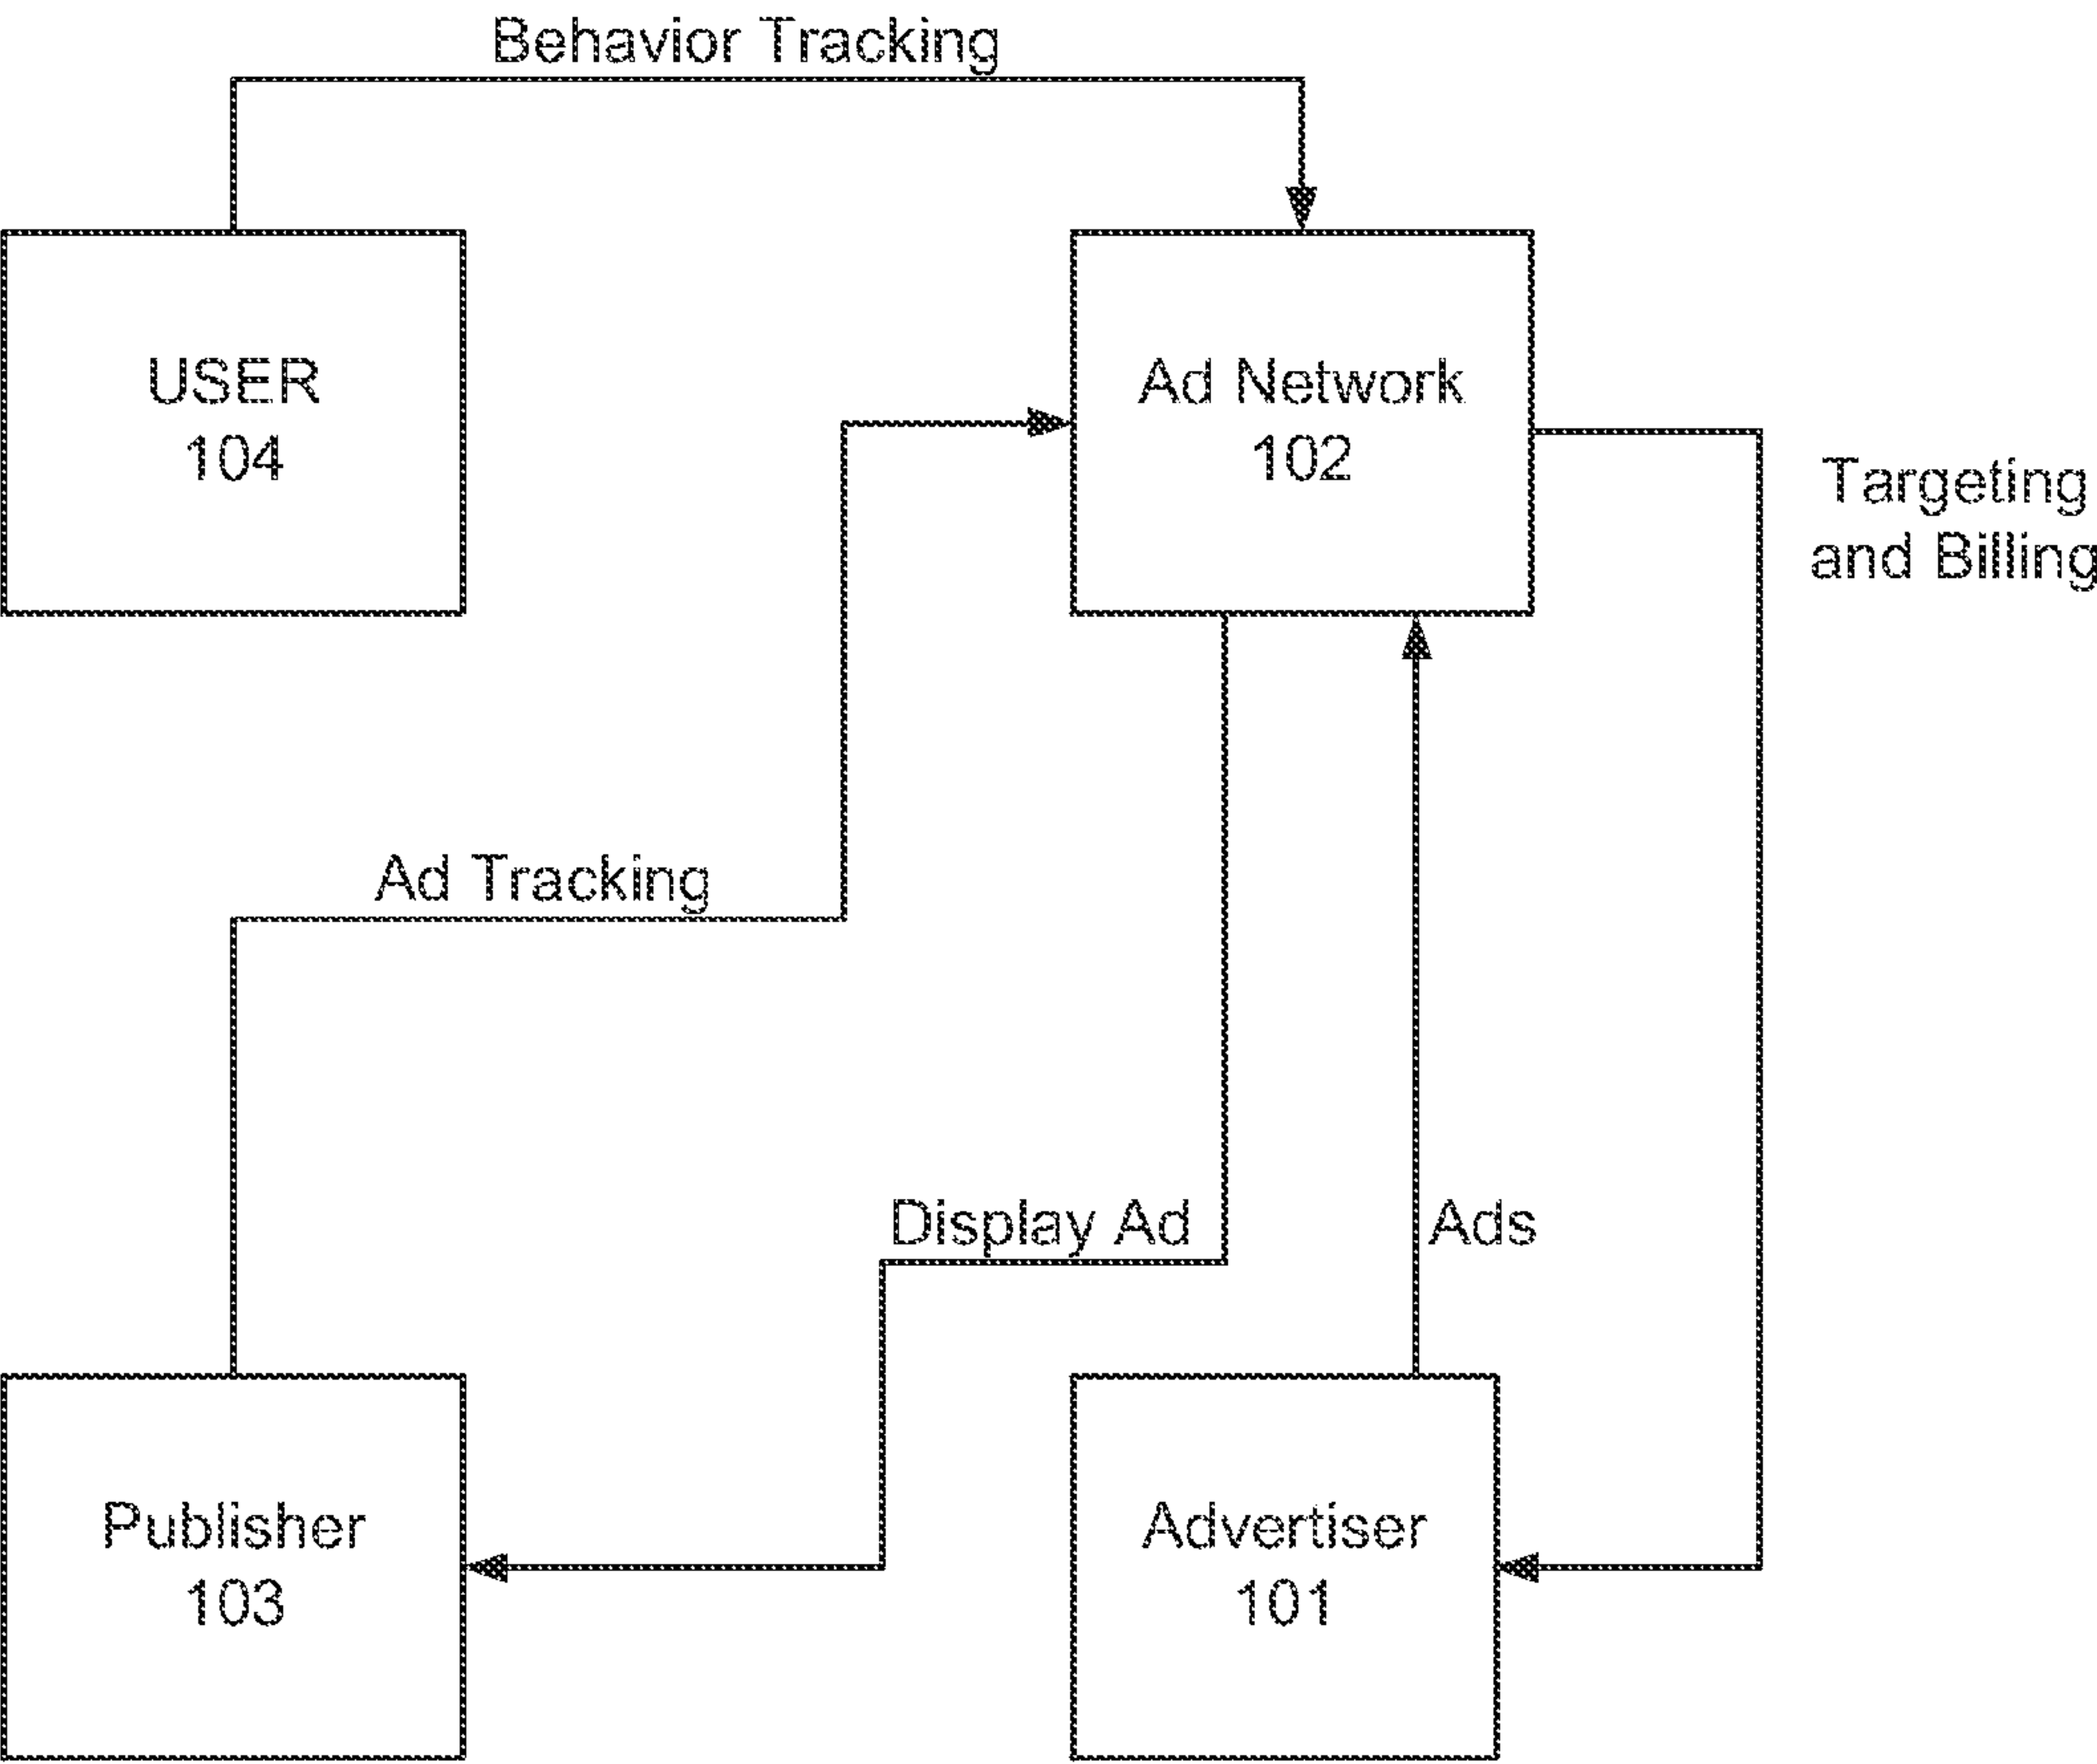 Behavior Tracking
USER
104
Ad Network
102
Targeting
and Billing
Ad Tracking
Display Ad
Ads
Publisher
103
Advertiser
101